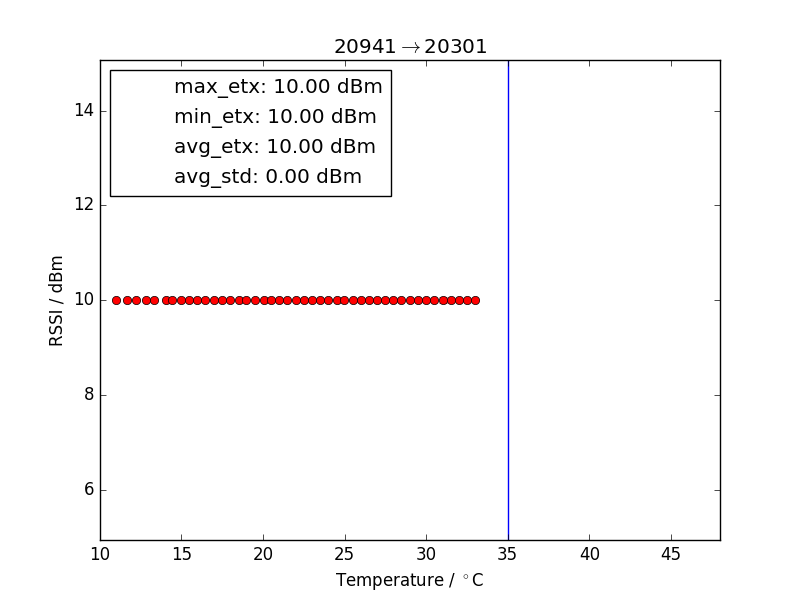 20941→20301
max_etx: 10.00 dBm
min_etx: 10.00 dBm
avg_etx: 10.00 dBm
avg_std: 0.00 dBm
14
12
10
8
6
RSSI / dBm
10 15 20 25 30 35 40 45
Temperature / °C